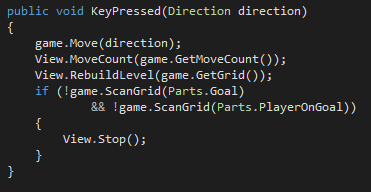 public void KeyPressed(Direction direction)
{
game.Move(direction);
View.MoveCount(game.GetMoveCount());
View.RebuildLevel(game.GetGrid());
if (!game.ScanGrid(Parts.Goal)
&& !game.ScanGrid(Parts.PlayerOnGoal))
{
View.Stop();
}
}